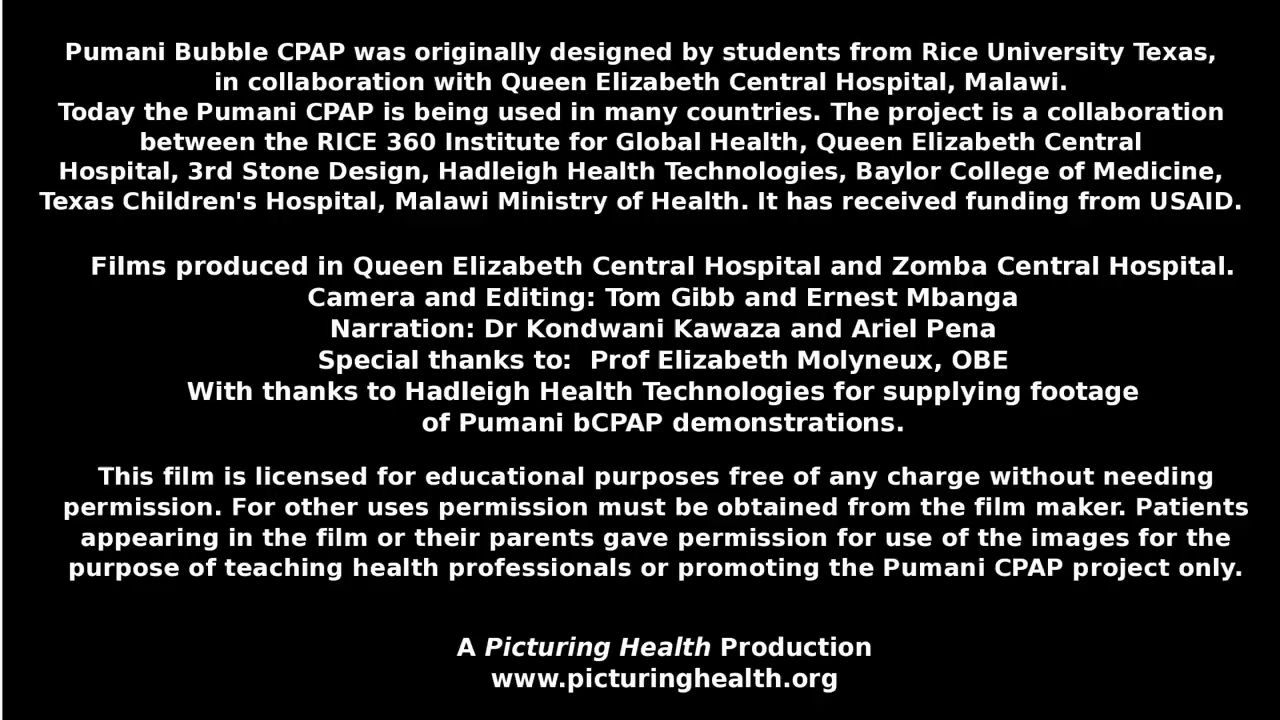 Pumani Bubble CPAP was originally designed by students from Rice University Texas,
in collaboration with Queen Elizabeth Central Hospital, Malawi.
Today the Pumani CPAP is being used in many countries. The project is a collaboration
between the RICE 360 Institute for Global Health, Queen Elizabeth Central
Hospital, 3rd Stone Design, Hadleigh Health Technologies, Baylor College of Medicine,
Texas Children's Hospital, Malawi Ministry of Health. It has received funding from USAID.
Films produced in Queen Elizabeth Central Hospital and Zomba Central Hospital.
Camera and Editing: Tom Gibb and Ernest Mbanga
Narration: Dr Kondwani Kawaza and Ariel Pena
Special thanks to:  Prof Elizabeth Molyneux, OBE
With thanks to Hadleigh Health Technologies for supplying footage
of Pumani bCPAP demonstrations.
This film is licensed for educational purposes free of any charge without needing
permission. For other uses permission must be obtained from the film maker. Patients
appearing in the film or their parents gave permission for use of the images for the
purpose of teaching health professionals or promoting the Pumani CPAP project only.
A Picturing Health Production
www.picturinghealth.org